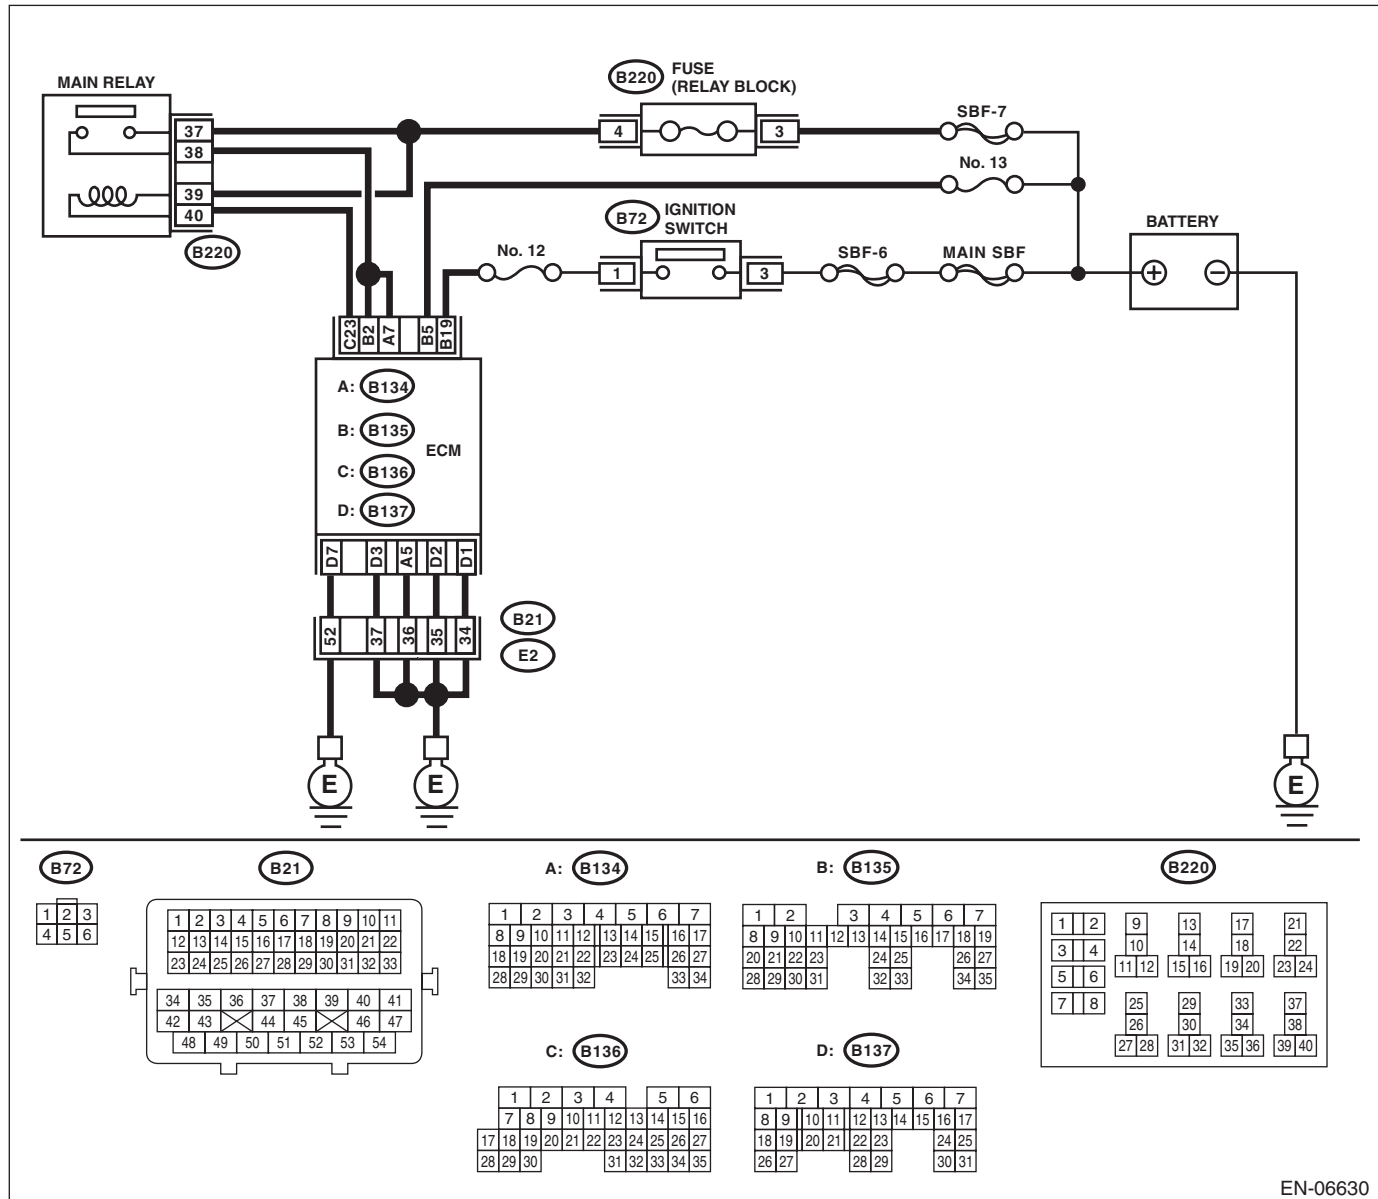 MAIN RELAY
37
38
39
40
B220
B220
FUSE
(RELAY BLOCK)
4
3
SBF-7
No. 13
B72
IGNITION
SWITCH
No. 12
1
3
SBF-6
MAIN SBF
BATTERY
+
−
C23
B2
A7
B5
B19
A: B134
B: B135
ECM
C: B136
D: B137
D7
D3
A5
D2
D1
52
37
36
35
34
B21
E2
E
E
E
B72
1 2 3
4 5 6
B21
1 2 3 4 5 6 7 8 9 10 11
12 13 14 15 16 17 18 19 20 21 22
23 24 25 26 27 28 29 30 31 32 33
34 35 36 37 38 39 40 41
42 43 44 45 46 47
48 49 50 51 52 53 54
A: B134
1 2 3 4 5 6 7
8 9 10 11 12 13 14 15 16 17
18 19 20 21 22 23 24 25 26 27
28 29 30 31 32 33 34
B: B135
1 2 3 4 5 6 7
8 9 10 11 12 13 14 15 16 17 18 19
20 21 22 23 24 25 26 27
28 29 30 31 32 33 34 35
B220
1 2
3 4
5 6
7 8
9
10
11 12
13
14
15 16
17
18
19 20
21
22
23 24
25
26
27 28
29
30
31 32
33
34
35 36
37
38
39 40
C: B136
1 2 3 4 5 6
7 8 9 10 11 12 13 14 15 16
17 18 19 20 21 22 23 24 25 26 27
28 29 30 31 32 33 34 35
D: B137
1 2 3 4 5 6 7
8 9 10 11 12 13 14 15 16 17
18 19 20 21 22 23 24 25
26 27 28 29 30 31
EN-06630